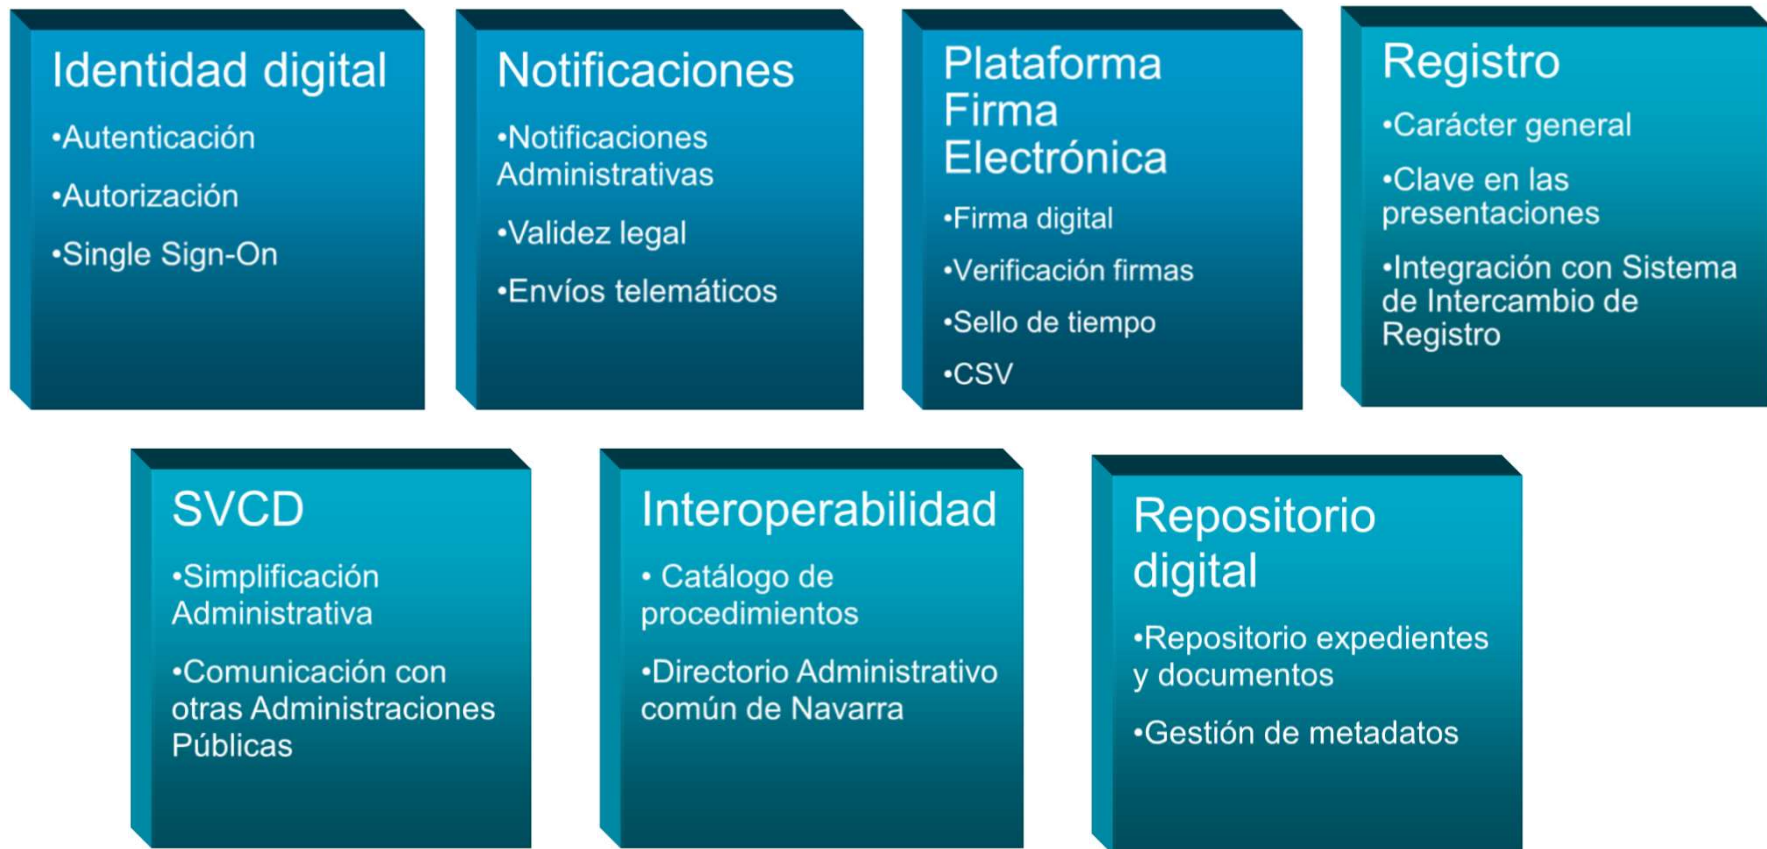 Identidad digital
•Autenticación
•Autorización
•Single Sign-On
Notificaciones
•Notificaciones
Administrativas
•Validez legal
•Envíos telemáticos
Plataforma
Firma
Electrónica
•Firma digital
•Verificación firmas
•Sello de tiempo
•CSV
Registro
•Carácter general
•Clave en las
presentaciones
•Integración con Sistema
de Intercambio de
Registro
SVCD
•Simplificación
Administrativa
•Comunicación con
otras Administraciones
Públicas
Interoperabilidad
• Catálogo de
procedimientos
•Directorio Administrativo
común de Navarra
Repositorio
digital
•Repositorio expedientes
y documentos
•Gestión de metadatos